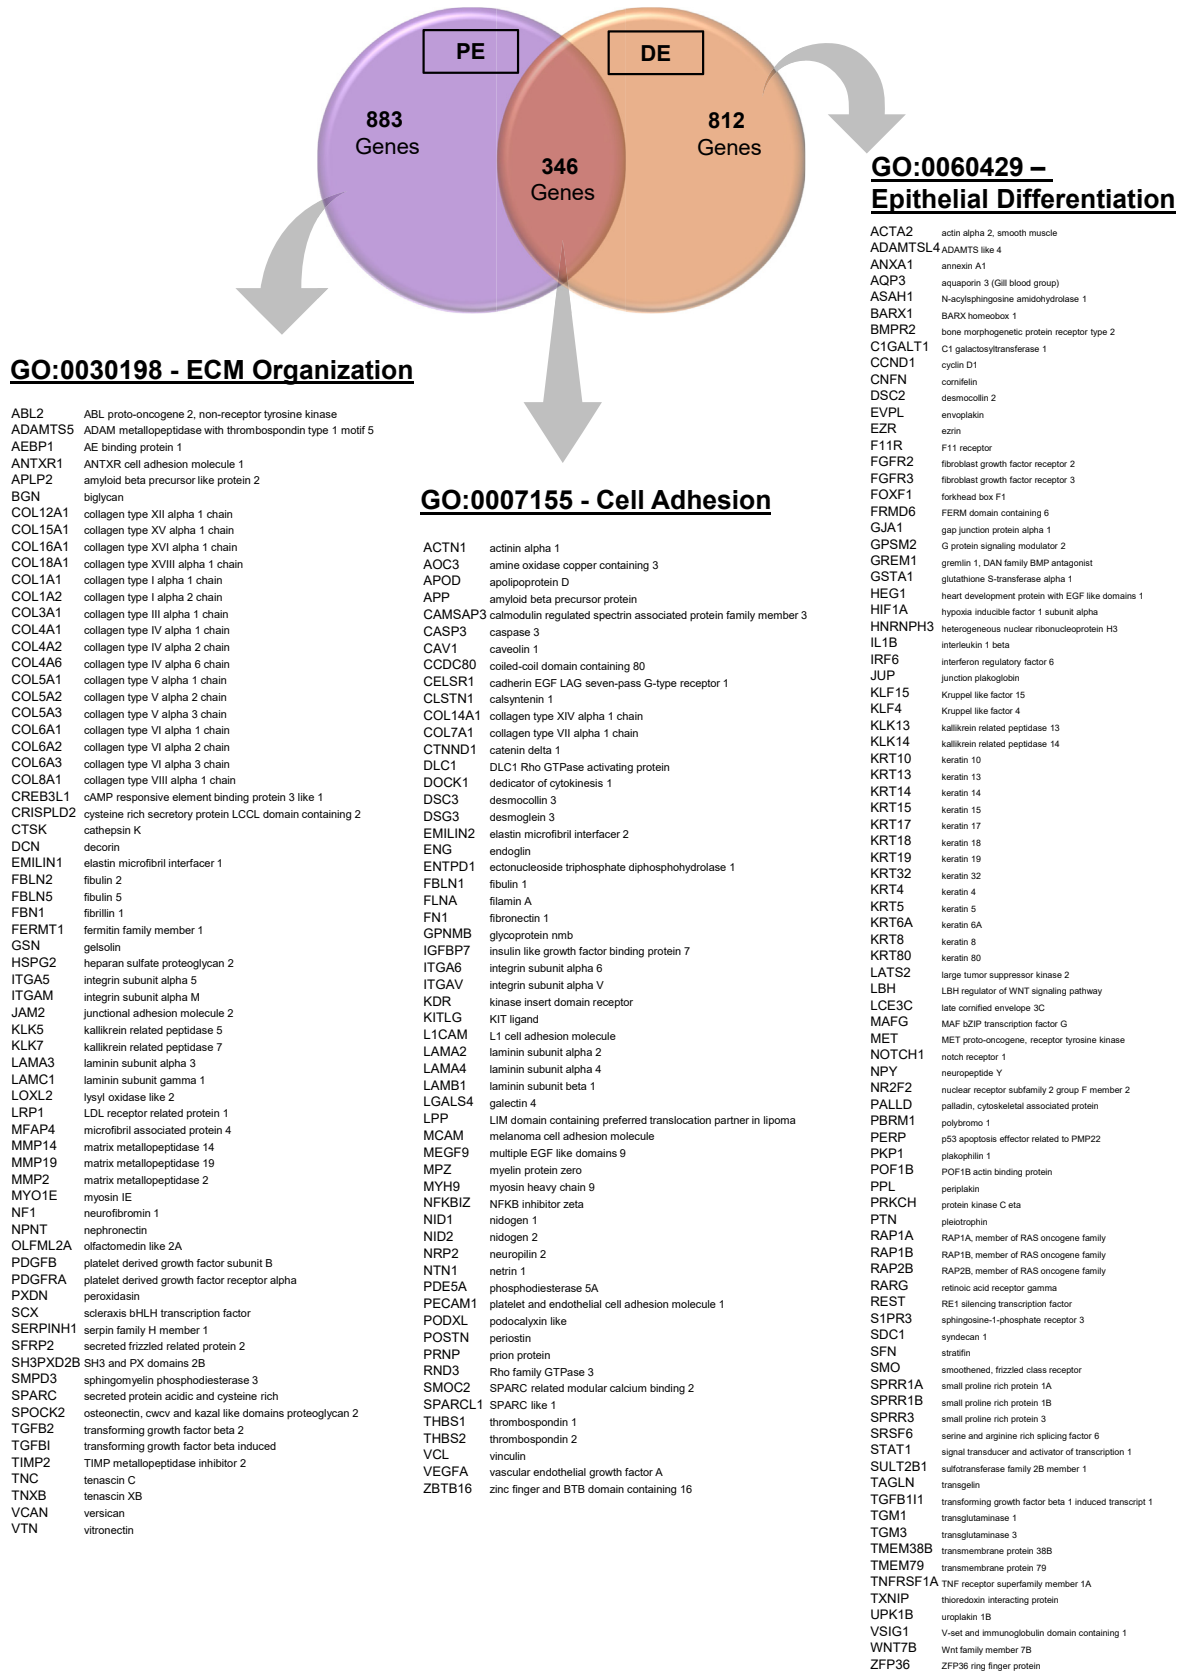 PE
DE
883
Genes
812
Genes
346
Genes
GO:0060429 –
Epithelial Differentiation
ACTA2 actin alpha 2, smooth muscle
ADAMTSL4 ADAMTS like 4
ANXA1 annexin A1
AQP3 aquaporin 3 (Gill blood group)
ASAH1 N-acylsphingosine amidohydrolase 1
BARX1 BARX homeobox 1
BMPR2 bone morphogenetic protein receptor type 2
C1GALT1 C1 galactosyltransferase 1
CCND1 cyclin D1
CNFN cornifelin
DSC2 desmocollin 2
EVPL envoplakin
EZR ezrin
F11R F11 receptor
FGFR2 fibroblast growth factor receptor 2
FGFR3 fibroblast growth factor receptor 3
FOXF1 forkhead box F1
FRMD6 FERM domain containing 6
GJA1 gap junction protein alpha 1
GPSM2 G protein signaling modulator 2
GREM1 gremlin 1, DAN family BMP antagonist
GSTA1 glutathione S-transferase alpha 1
HEG1 heart development protein with EGF like domains 1
HIF1A hypoxia inducible factor 1 subunit alpha
HNRNPH3 heterogeneous nuclear ribonucleoprotein H3
IL1B interleukin 1 beta
IRF6 interferon regulatory factor 6
JUP junction plakoglobin
KLF15 Kruppel like factor 15
KLF4 Kruppel like factor 4
KLK13 kallikrein related peptidase 13
KLK14 kallikrein related peptidase 14
KRT10 keratin 10
KRT13 keratin 13
KRT14 keratin 14
KRT15 keratin 15
KRT17 keratin 17
KRT18 keratin 18
KRT19 keratin 19
KRT32 keratin 32
KRT4 keratin 4
KRT5 keratin 5
KRT6A keratin 6A
KRT8 keratin 8
KRT80 keratin 80
LATS2 large tumor suppressor kinase 2
LBH LBH regulator of WNT signaling pathway
LCE3C late cornified envelope 3C
MAFG MAF bZIP transcription factor G
MET MET proto-oncogene, receptor tyrosine kinase
NOTCH1 notch receptor 1
NPY neuropeptide Y
NR2F2 nuclear receptor subfamily 2 group F member 2
PALLD palladin, cytoskeletal associated protein
PBRM1 polybromo 1
PERP p53 apoptosis effector related to PMP22
PKP1 plakophilin 1
POF1B POF1B actin binding protein
PPL periplakin
PRKCH protein kinase C eta
PTN pleiotrophin
RAP1A RAP1A, member of RAS oncogene family
RAP1B RAP1B, member of RAS oncogene family
RAP2B RAP2B, member of RAS oncogene family
RARG retinoic acid receptor gamma
REST RE1 silencing transcription factor
S1PR3 sphingosine-1-phosphate receptor 3
SDC1 syndecan 1
SFN stratifin
SMO smoothened, frizzled class receptor
SPRR1A small proline rich protein 1A
SPRR1B small proline rich protein 1B
SPRR3 small proline rich protein 3
SRSF6 serine and arginine rich splicing factor 6
STAT1 signal transducer and activator of transcription 1
SULT2B1 sulfotransferase family 2B member 1
TAGLN transgelin
TGFB1I1 transforming growth factor beta 1 induced transcript 1
TGM1 transglutaminase 1
TGM3 transglutaminase 3
TMEM38B transmembrane protein 38B
TMEM79 transmembrane protein 79
TNFRSF1A TNF receptor superfamily member 1A
TXNIP thioredoxin interacting protein
UPK1B uroplakin 1B
VSIG1 V-set and immunoglobulin domain containing 1
WNT7B Wnt family member 7B
ZFP36 ZFP36 ring finger protein
GO:0030198 - ECM Organization
ABL2 ABL proto-oncogene 2, non-receptor tyrosine kinase
ADAMTS5 ADAM metallopeptidase with thrombospondin type 1 motif 5
AEBP1 AE binding protein 1
ANTXR1 ANTXR cell adhesion molecule 1
APLP2 amyloid beta precursor like protein 2
BGN biglycan
COL12A1 collagen type XII alpha 1 chain
COL15A1 collagen type XV alpha 1 chain
COL16A1 collagen type XVI alpha 1 chain
COL18A1 collagen type XVIII alpha 1 chain
COL1A1 collagen type I alpha 1 chain
COL1A2 collagen type I alpha 2 chain
COL3A1 collagen type III alpha 1 chain
COL4A1 collagen type IV alpha 1 chain
COL4A2 collagen type IV alpha 2 chain
COL4A6 collagen type IV alpha 6 chain
COL5A1 collagen type V alpha 1 chain
COL5A2 collagen type V alpha 2 chain
COL5A3 collagen type V alpha 3 chain
COL6A1 collagen type VI alpha 1 chain
COL6A2 collagen type VI alpha 2 chain
COL6A3 collagen type VI alpha 3 chain
COL8A1 collagen type VIII alpha 1 chain
CREB3L1 cAMP responsive element binding protein 3 like 1
CRISPLD2 cysteine rich secretory protein LCCL domain containing 2
CTSK cathepsin K
DCN decorin
EMILIN1 elastin microfibril interfacer 1
FBLN2 fibulin 2
FBLN5 fibulin 5
FBN1 fibrillin 1
FERMT1 fermitin family member 1
GSN gelsolin
HSPG2 heparan sulfate proteoglycan 2
ITGA5 integrin subunit alpha 5
ITGAM integrin subunit alpha M
JAM2 junctional adhesion molecule 2
KLK5 kallikrein related peptidase 5
KLK7 kallikrein related peptidase 7
LAMA3 laminin subunit alpha 3
LAMC1 laminin subunit gamma 1
LOXL2 lysyl oxidase like 2
LRP1 LDL receptor related protein 1
MFAP4 microfibril associated protein 4
MMP14 matrix metallopeptidase 14
MMP19 matrix metallopeptidase 19
MMP2 matrix metallopeptidase 2
MYO1E myosin IE
NF1 neurofibromin 1
NPNT nephronectin
OLFML2A olfactomedin like 2A
PDGFB platelet derived growth factor subunit B
PDGFRA platelet derived growth factor receptor alpha
PXDN peroxidasin
SCX scleraxis bHLH transcription factor
SERPINH1 serpin family H member 1
SFRP2 secreted frizzled related protein 2
SH3PXD2B SH3 and PX domains 2B
SMPD3 sphingomyelin phosphodiesterase 3
SPARC secreted protein acidic and cysteine rich
SPOCK2 osteonectin, cwcv and kazal like domains proteoglycan 2
TGFB2 transforming growth factor beta 2
TGFBI transforming growth factor beta induced
TIMP2 TIMP metallopeptidase inhibitor 2
TNC tenascin C
TNXB tenascin XB
VCAN versican
VTN vitronectin
GO:0007155 - Cell Adhesion
ACTN1 actinin alpha 1
AOC3 amine oxidase copper containing 3
APOD apolipoprotein D
APP amyloid beta precursor protein
CAMSAP3 calmodulin regulated spectrin associated protein family member 3
CASP3 caspase 3
CAV1 caveolin 1
CCDC80 coiled-coil domain containing 80
CELSR1 cadherin EGF LAG seven-pass G-type receptor 1
CLSTN1 calsyntenin 1
COL14A1 collagen type XIV alpha 1 chain
COL7A1 collagen type VII alpha 1 chain
CTNND1 catenin delta 1
DLC1 DLC1 Rho GTPase activating protein
DOCK1 dedicator of cytokinesis 1
DSC3 desmocollin 3
DSG3 desmoglein 3
EMILIN2 elastin microfibril interfacer 2
ENG endoglin
ENTPD1 ectonucleoside triphosphate diphosphohydrolase 1
FBLN1 fibulin 1
FLNA filamin A
FN1 fibronectin 1
GPNMB glycoprotein nmb
IGFBP7 insulin like growth factor binding protein 7
ITGA6 integrin subunit alpha 6
ITGAV integrin subunit alpha V
KDR kinase insert domain receptor
KITLG KIT ligand
L1CAM L1 cell adhesion molecule
LAMA2 laminin subunit alpha 2
LAMA4 laminin subunit alpha 4
LAMB1 laminin subunit beta 1
LGALS4 galectin 4
LPP LIM domain containing preferred translocation partner in lipoma
MCAM melanoma cell adhesion molecule
MEGF9 multiple EGF like domains 9
MPZ myelin protein zero
MYH9 myosin heavy chain 9
NFKBIZ NFKB inhibitor zeta
NID1 nidogen 1
NID2 nidogen 2
NRP2 neuropilin 2
NTN1 netrin 1
PDE5A phosphodiesterase 5A
PECAM1 platelet and endothelial cell adhesion molecule 1
PODXL podocalyxin like
POSTN periostin
PRNP prion protein
RND3 Rho family GTPase 3
SMOC2 SPARC related modular calcium binding 2
SPARCL1 SPARC like 1
THBS1 thrombospondin 1
THBS2 thrombospondin 2
VCL vinculin
VEGFA vascular endothelial growth factor A
ZBTB16 zinc finger and BTB domain containing 16